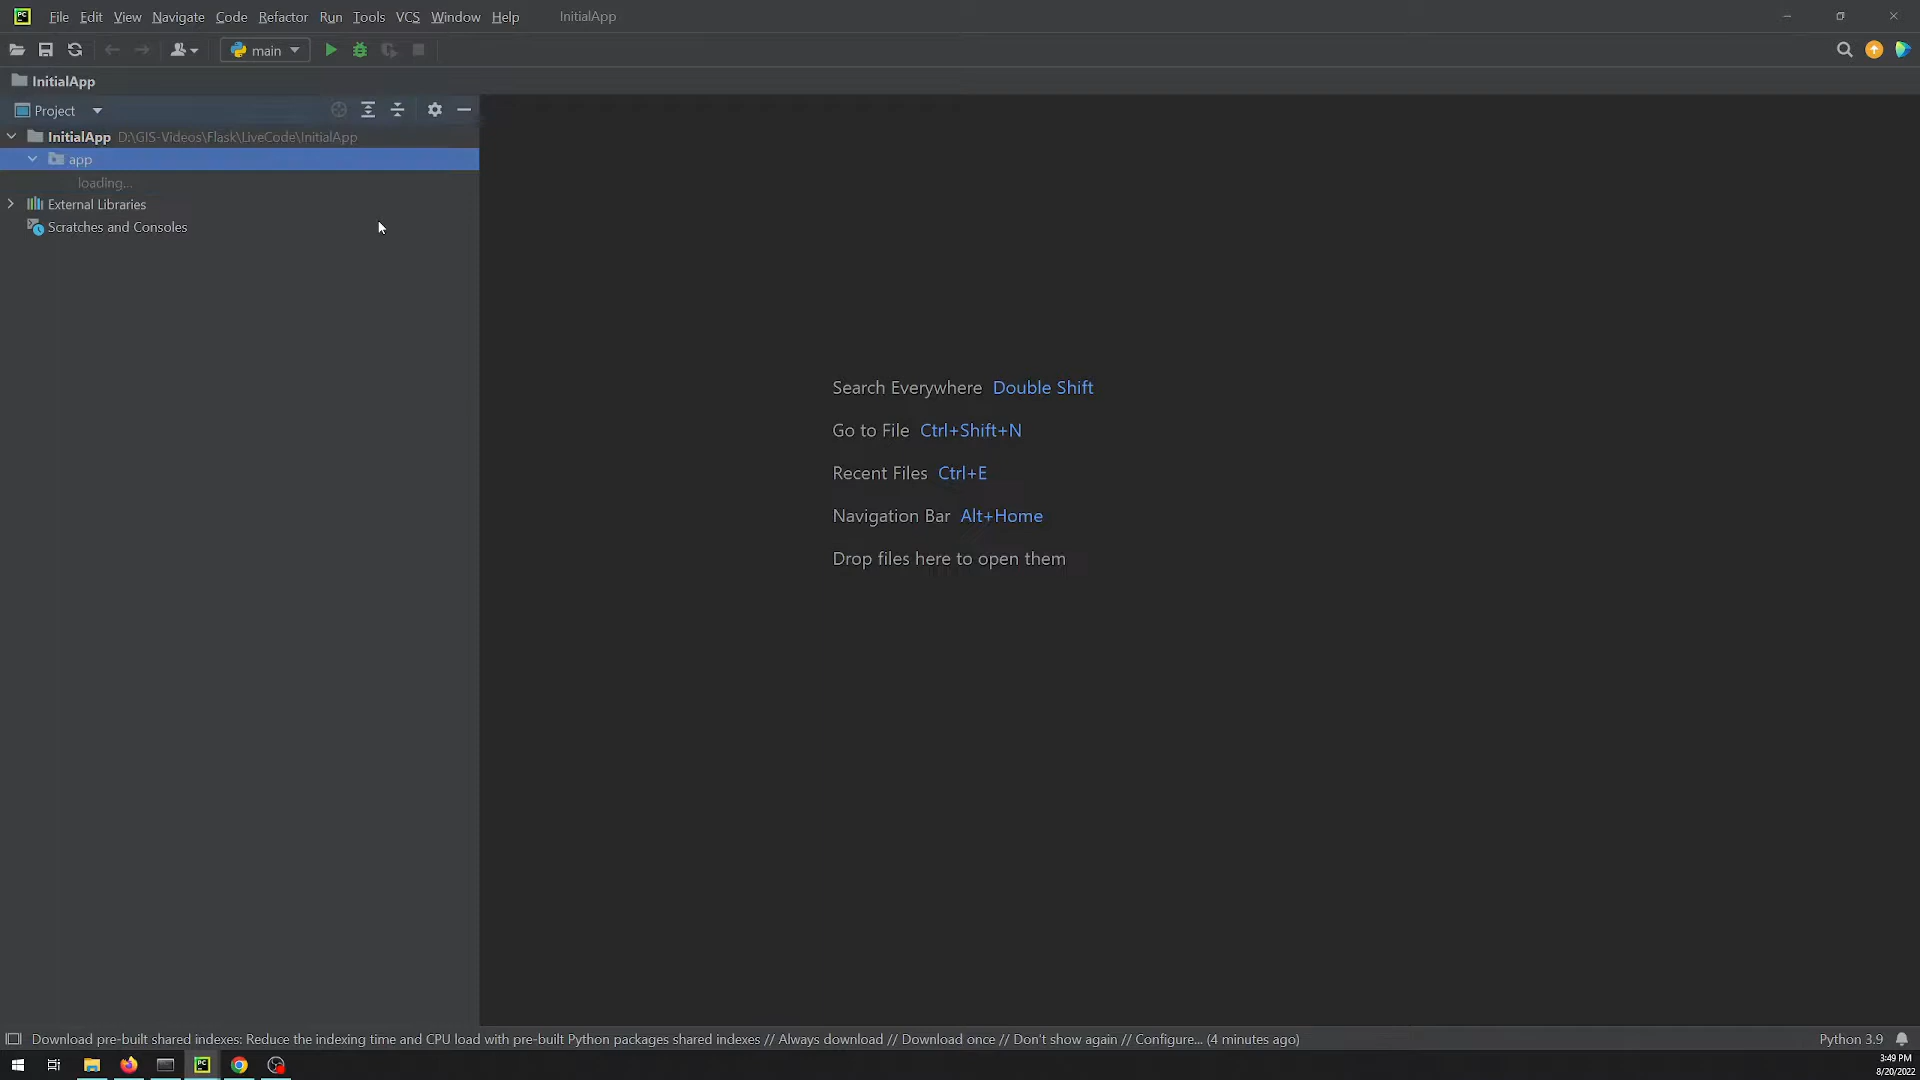 PC File Edit View Navigate Code Refactor Run Tools VCS Window Help InitialApp
main
InitialApp
Project
InitialApp D:\GIS-Videos\Flask\LiveCode\InitialApp
app
loading...
External Libraries
Scratches and Consoles
Search Everywhere Double Shift
Go to File Ctrl+Shift+N
Recent Files Ctrl+E
Navigation Bar Alt+Home
Drop files here to open them
Download pre-built shared indexes: Reduce the indexing time and CPU load with pre-built Python packages shared indexes // Always download // Download once // Don't show again // Configure... (4 minutes ago) Python 3.9
PC
3:49 PM
8/20/2022